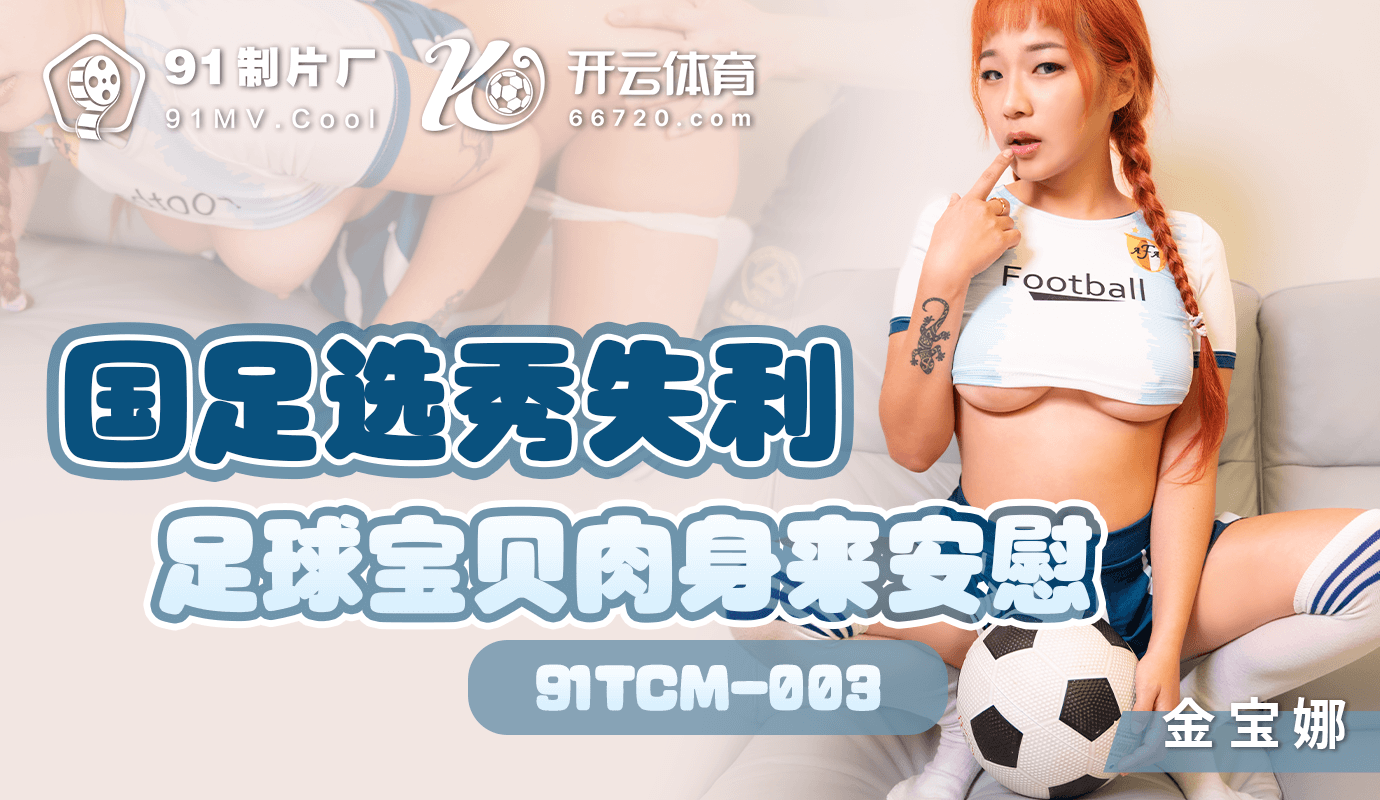 91制片厂
91MV.Cool
开云体育
66720.com
Football
AFA
国足选秀失利
足球宝贝肉身来安慰
91TCM-003
金宝娜